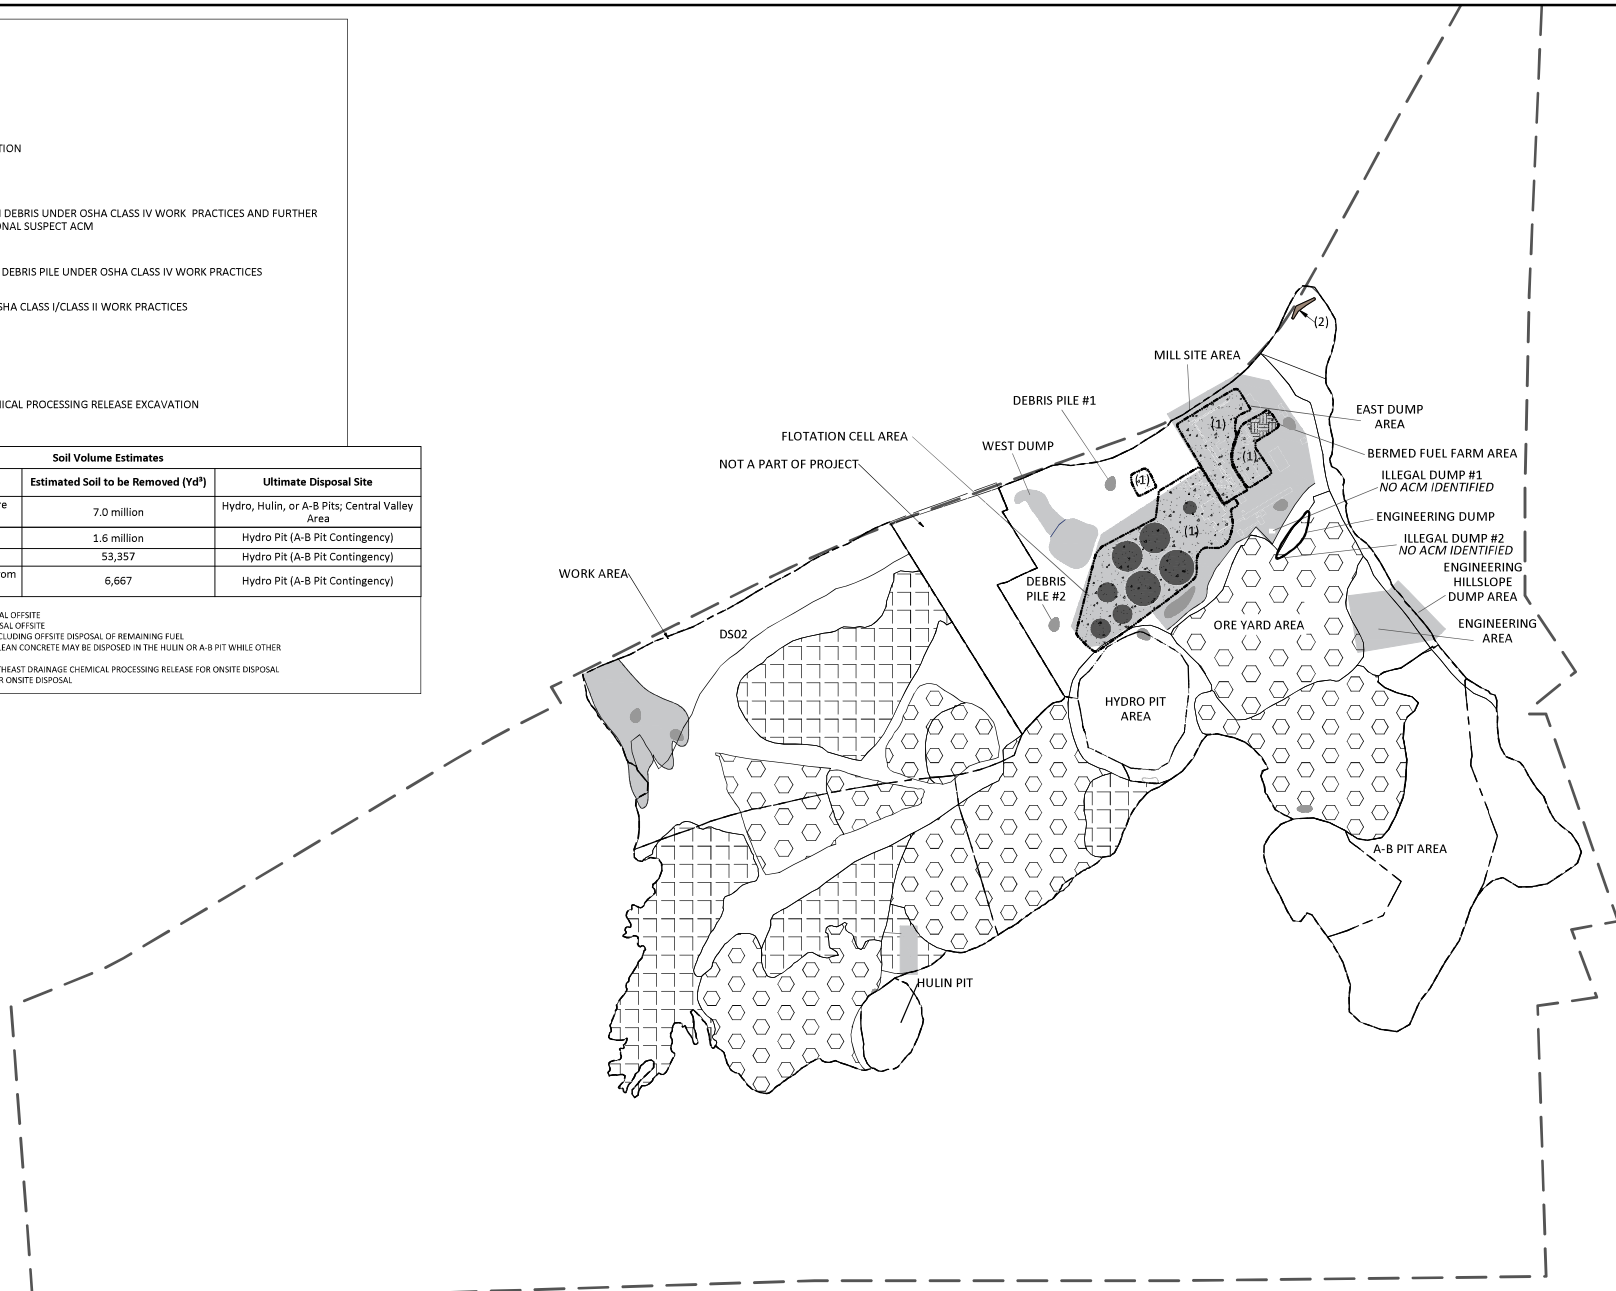 TION
DEBRIS UNDER OSHA CLASS IV WORK PRACTICES AND FURTHER
ONAL SUSPECT ACM
DEBRIS PILE UNDER OSHA CLASS IV WORK PRACTICES
SHA CLASS I/CLASS II WORK PRACTICES
MICAL PROCESSING RELEASE EXCAVATION
Soil Volume Estimates
Estimated Soil to be Removed (Yd³)
Ultimate Disposal Site
re
7.0 million
Hydro, Hulin, or A-B Pits; Central Valley
Area
1.6 million
Hydro Pit (A-B Pit Contingency)
53,357
Hydro Pit (A-B Pit Contingency)
rom
6,667
Hydro Pit (A-B Pit Contingency)
AL OFFSITE
SAL OFFSITE
CLUDING OFFSITE DISPOSAL OF REMAINING FUEL
LEAN CONCRETE MAY BE DISPOSED IN THE HULIN OR A-B PIT WHILE OTHER
THEAST DRAINAGE CHEMICAL PROCESSING RELEASE FOR ONSITE DISPOSAL
R ONSITE DISPOSAL
(2)
MILL SITE AREA
DEBRIS PILE #1
EAST DUMP
AREA
(1)
FLOTATION CELL AREA
WEST DUMP
BERMED FUEL FARM AREA
(1)
NOT A PART OF PROJECT
(1)
ILLEGAL DUMP #1
NO ACM IDENTIFIED
ENGINEERING DUMP
(1)
ILLEGAL DUMP #2
NO ACM IDENTIFIED
WORK AREA
DEBRIS
PILE #2
ENGINEERING
HILLSLOPE
DUMP AREA
DS02
ORE YARD AREA
ENGINEERING
AREA
HYDRO PIT
AREA
A-B PIT AREA
HULIN PIT